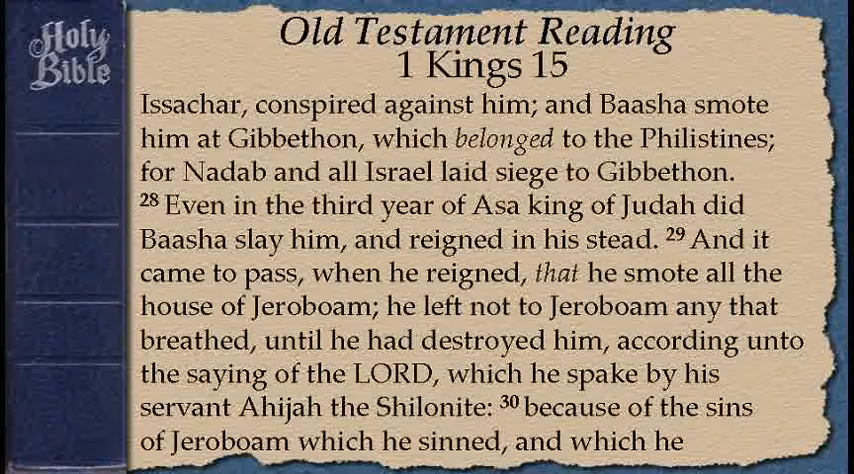 Holy
Bible
Old Testament Reading
1 Kings 15
Issachar, conspired against him; and Baasha smote
him at Gibbethon, which belonged to the Philistines;
for Nadab and all Israel laid siege to Gibbethon.
28 Even in the third year of Asa king of Judah did
Baasha slay him, and reigned in his stead. 29 And it
came to pass, when he reigned, that he smote all the
house of Jeroboam; he left not to Jeroboam any that
breathed, until he had destroyed him, according unto
the saying of the LORD, which he spake by his
servant Ahijah the Shilonite: 30 because of the sins
of Jeroboam which he sinned, and which he